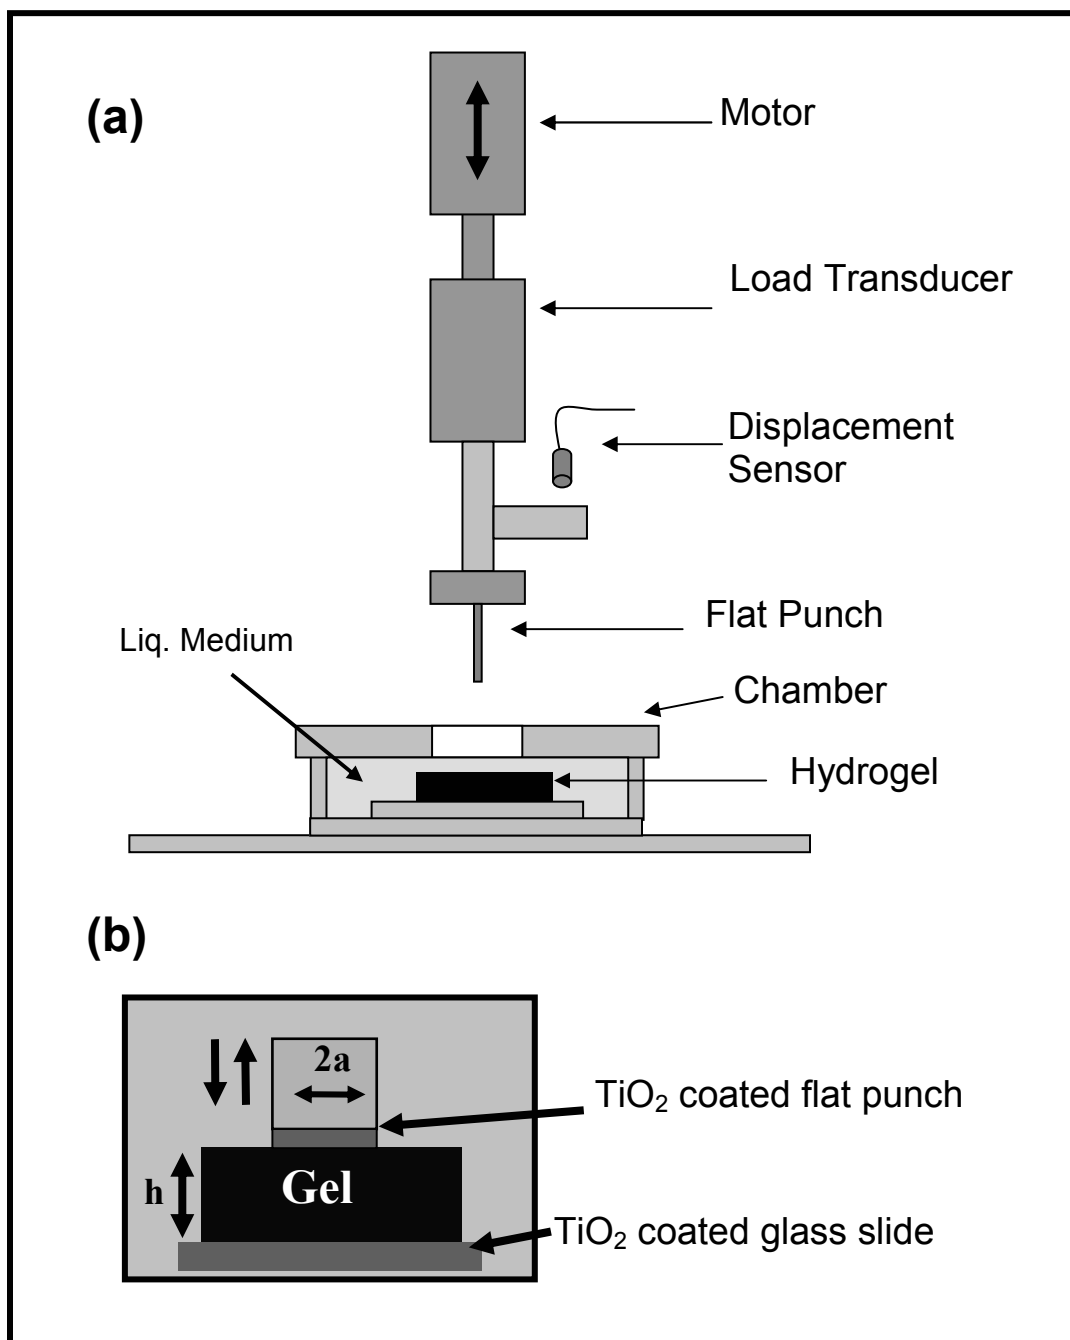 (a)
Motor
Load Transducer
Displacement
Sensor
Flat Punch
Liq. Medium
Chamber
Hydrogel
(b)
2a
TiO₂ coated flat punch
h
Gel
TiO₂ coated glass slide